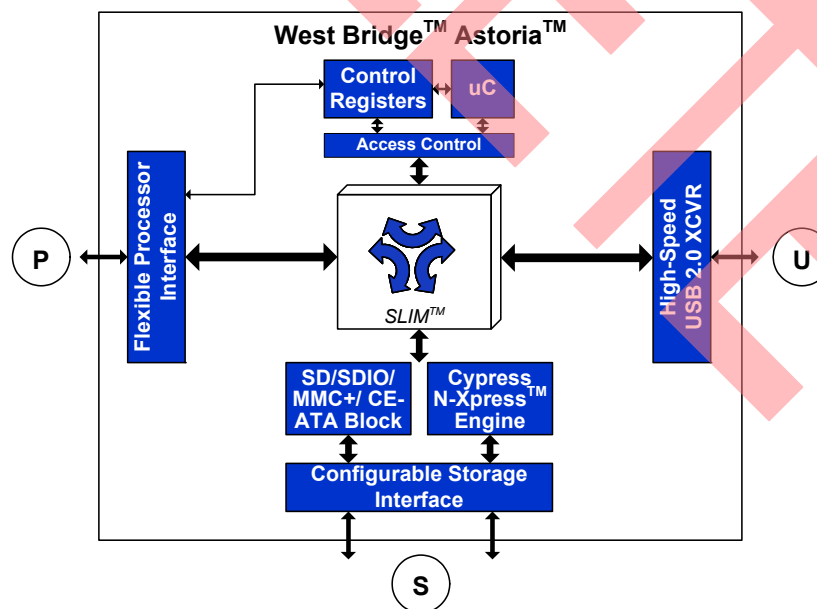 West Bridge™ Astoria™
Control
Registers
uC
Access Control
Flexible Processor
Interface
P
SLIM™
High-Speed
USB 2.0 XCVR
U
SD/SDIO/
MMC+/ CE-
ATA Block
Cypress
N-Xpress™
Engine
Configurable Storage
Interface
S